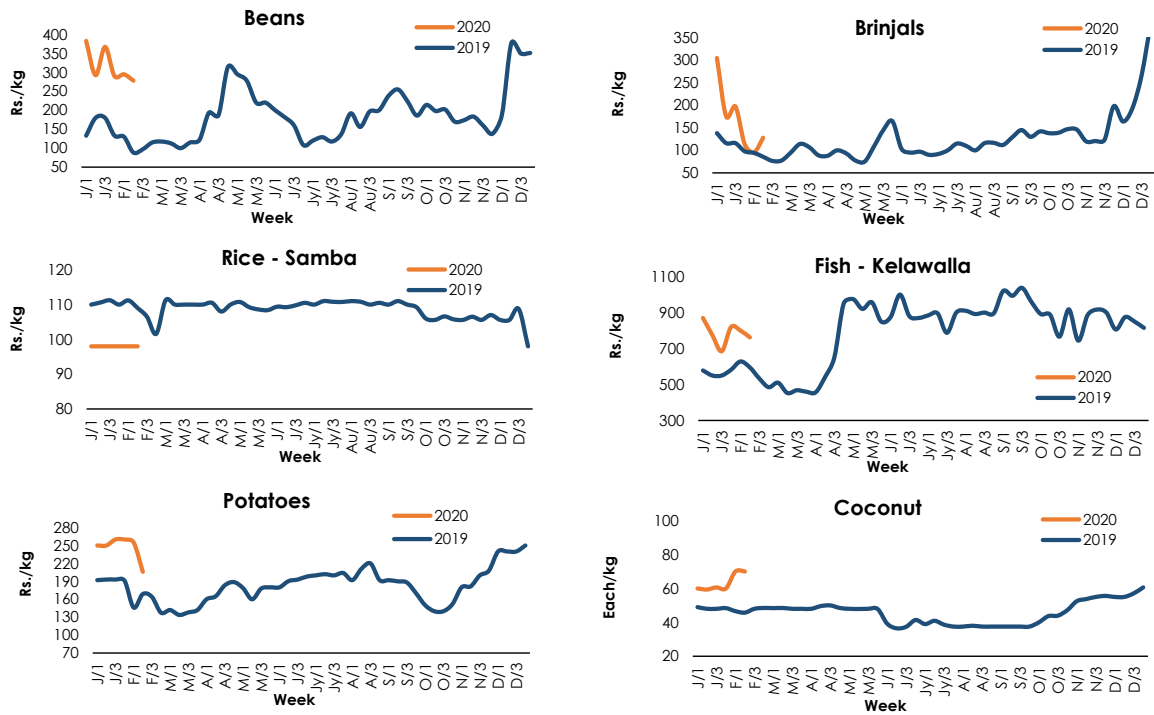 Beans
2020
2019
Rs./kg
400
350
300
250
200
150
100
50
J/1 J/3 F/1 F/3 M/1 M/3 A/1 A/3 M/1 M/3 J/1 J/3 Jy/1 Jy/3 Au/1 Au/3 S/1 S/3 O/1 O/3 N/1 N/3 D/1 D/3
Week
Brinjals
2020
2019
Rs./kg
350
300
250
200
150
100
50
J/1 J/3 F/1 F/3 M/1 M/3 A/1 A/3 M/1 M/3 J/1 J/3 Jy/1 Jy/3 Au/1 Au/3 S/1 S/3 O/1 O/3 N/1 N/3 D/1 D/3
Week
Rice - Samba
2020
2019
Rs./kg
120
110
100
90
80
J/1 J/3 F/1 F/3 M/1 M/3 A/1 A/3 M/1 M/3 J/1 J/3 Jy/1 Jy/3 Au/1 Au/3 S/1 S/3 O/1 O/3 N/1 N/3 D/1 D/3
Week
Fish - Kelawalla
2020
2019
Rs./kg
1100
900
700
500
300
J/1 J/3 F/1 F/3 M/1 M/3 A/1 A/3 M/1 M/3 J/1 J/3 Jy/1 Jy/3 A/1 A/3 S/1 S/3 O/1 O/3 N/1 N/3 D/1 D/3
Week
Potatoes
2020
2019
Rs./kg
280
250
220
190
160
130
100
70
J/1 J/3 F/1 F/3 M/1 M/3 A/1 A/3 M/1 M/3 J/1 J/3 Jy/1 Jy/3 A/1 A/3 S/1 S/3 O/1 O/3 N/1 N/3 D/1 D/3
Week
Coconut
2020
2019
Each/kg
100
80
60
40
20
J/1 J/3 F/1 F/3 M/1 M/3 A/1 A/3 M/1 M/3 J/1 J/3 Jy/1 Jy/3 A/1 A/3 S/1 S/3 O/1 O/3 N/1 N/3 D/1 D/3
Week